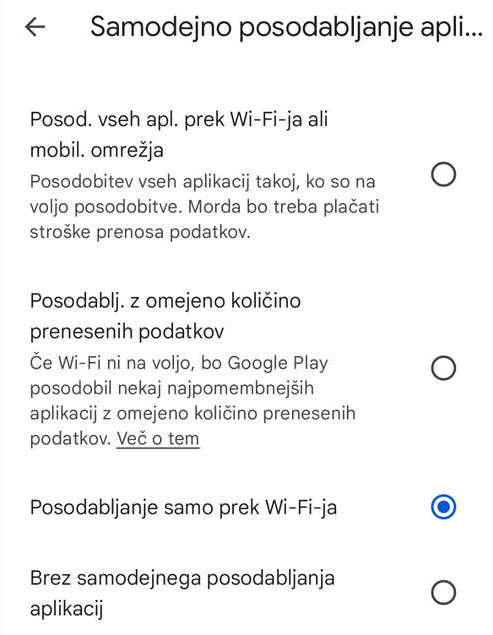 Samodejno posodabljanje apli...
Posod. vseh apl. prek Wi-Fi-ja ali
mobil. omrežja
Posodobitev vseh aplikacij takoj, ko so na
voljo posodobitve. Morda bo treba plačati
stroške prenosa podatkov.
Posodablj. z omejeno količino
prenesenih podatkov
Če Wi-Fi ni na voljo, bo Google Play
posodobil nekaj najpomembnejših
aplikacij z omejeno količino prenesenih
podatkov. Več o tem
Posodabljanje samo prek Wi-Fi-ja
Brez samodejnega posodabljanja
aplikacij